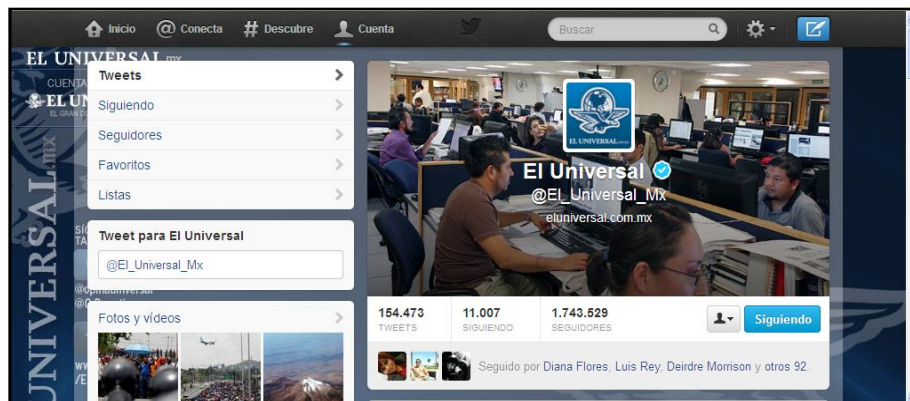 Inicio Conecta Descubre Cuenta Buscar
EL UNIVERSAL.mx
Tweets
Siguiendo
Seguidores
Favoritos
Listas
Tweet para El Universal
@El_Universal_Mx
Fotos y vídeos
UNIVERSAL.mx
EL UNIVERSAL
El Universal
@El_Universal_Mx
eluniversal.com.mx
154.473 11.007 1.743.529
TWEETS SIGUIENDO SEGUIDORES
Siguiendo
Seguido por Diana Flores, Luis Rey, Deirdre Morrison y otros 92.